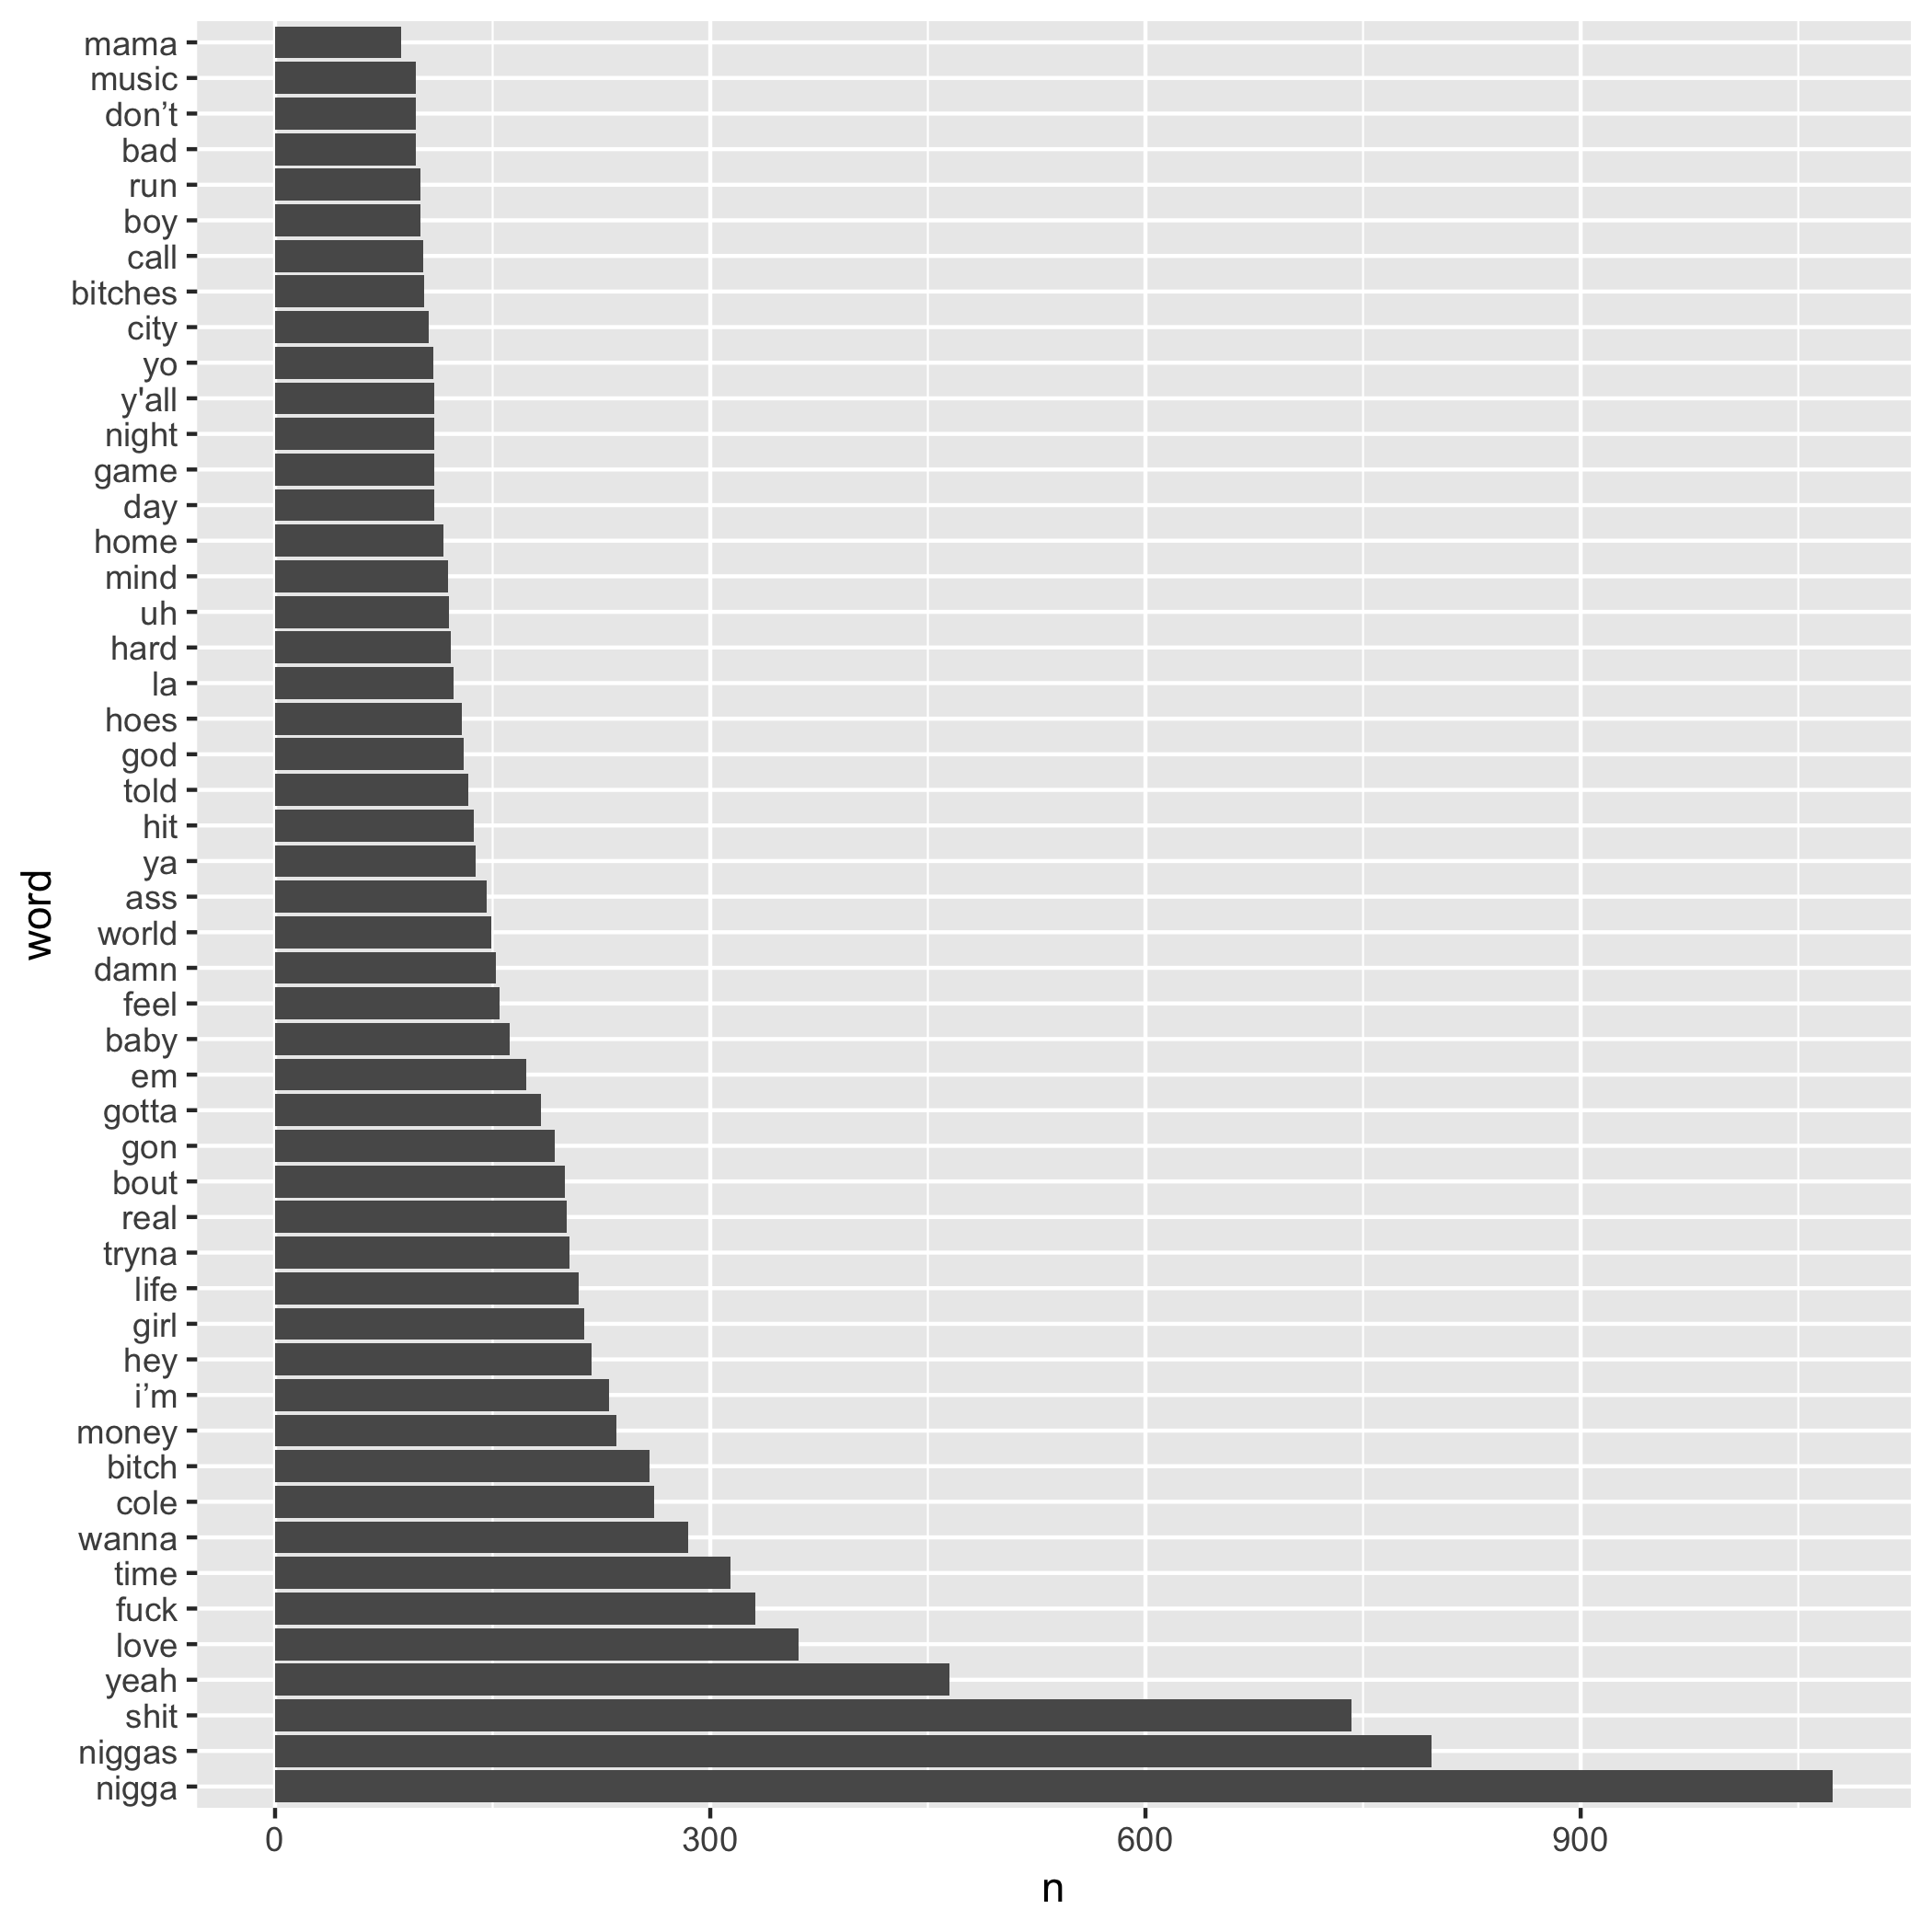 mama
music
don’t
bad
run
boy
call
bitches
city
yo
y'all
night
game
day
home
mind
uh
hard
la
hoes
god
told
hit
ya
ass
world
damn
feel
baby
em
gotta
gon
bout
real
tryna
life
girl
hey
i’m
money
bitch
cole
wanna
time
fuck
love
yeah
shit
niggas
nigga
word
0 300 600 900
n